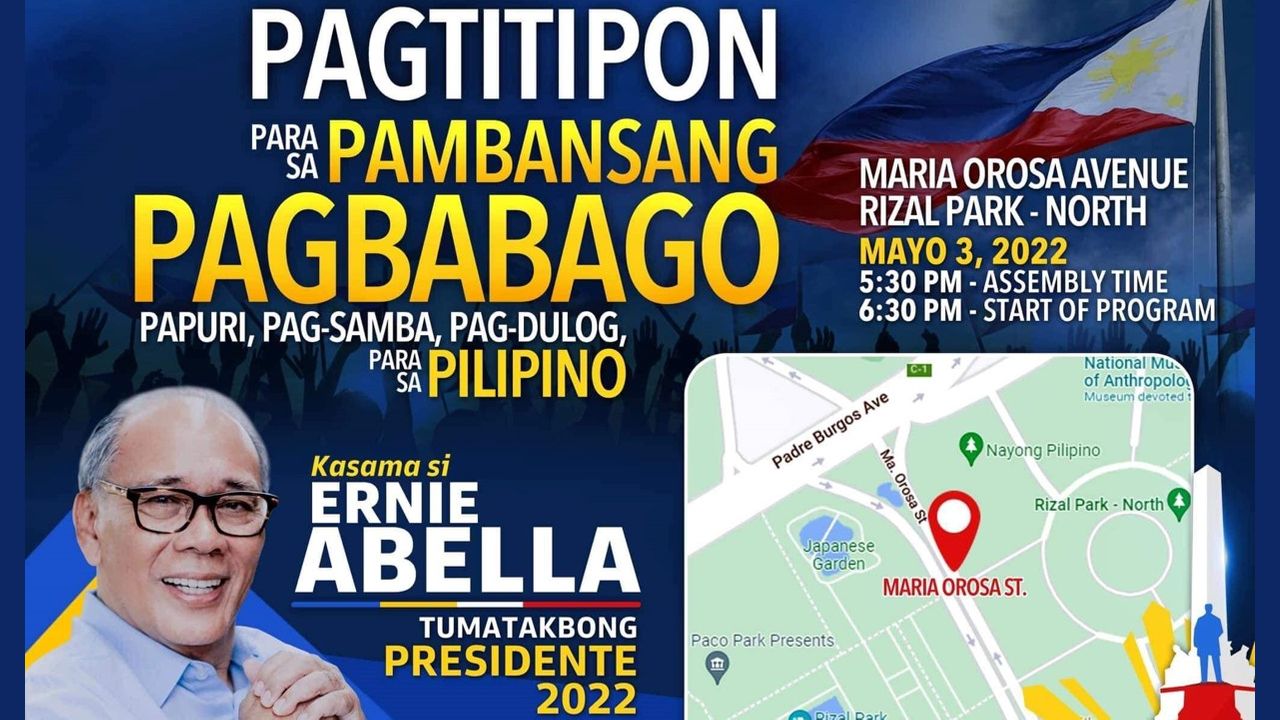 PAGTITIPON
PARA SA PAMBANSANG
PAGBABAGO
PAPURI, PAG-SAMBA, PAG-DULOG,
PARA SA PILIPINO
Kasama si
ERNIE
ABELLA
TUMATAKBONG
PRESIDENTE
2022
MARIA OROSA AVENUE
RIZAL PARK - NORTH
MAYO 3, 2022
5:30 PM - ASSEMBLY TIME
6:30 PM - START OF PROGRAM
C-1
National
of Anthropolo
Museum devoted t
Padre Burgos Ave
Ma. Orosa St
Nayong Pilipino
Rizal Park - North
Japanese
Garden
MARIA OROSA ST.
Paco Park Presents
Rizal Park